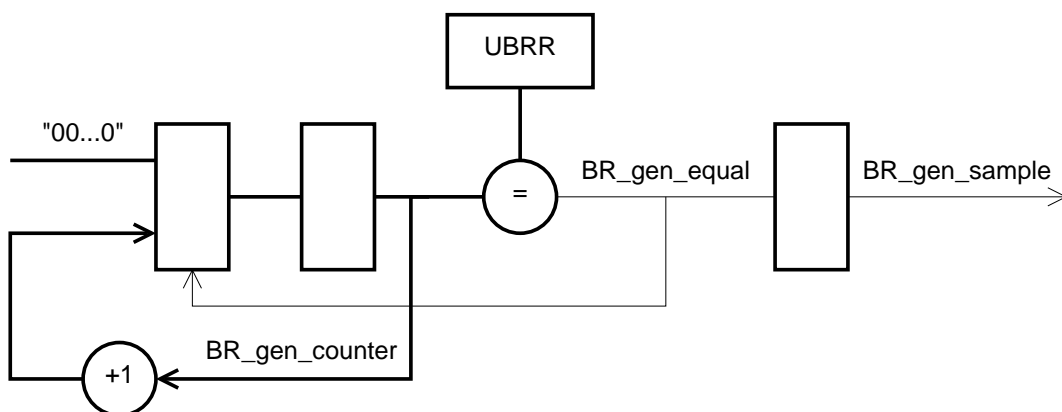 UBRR
"00...0"
BR_gen_equal
BR_gen_sample
=
BR_gen_counter
+1